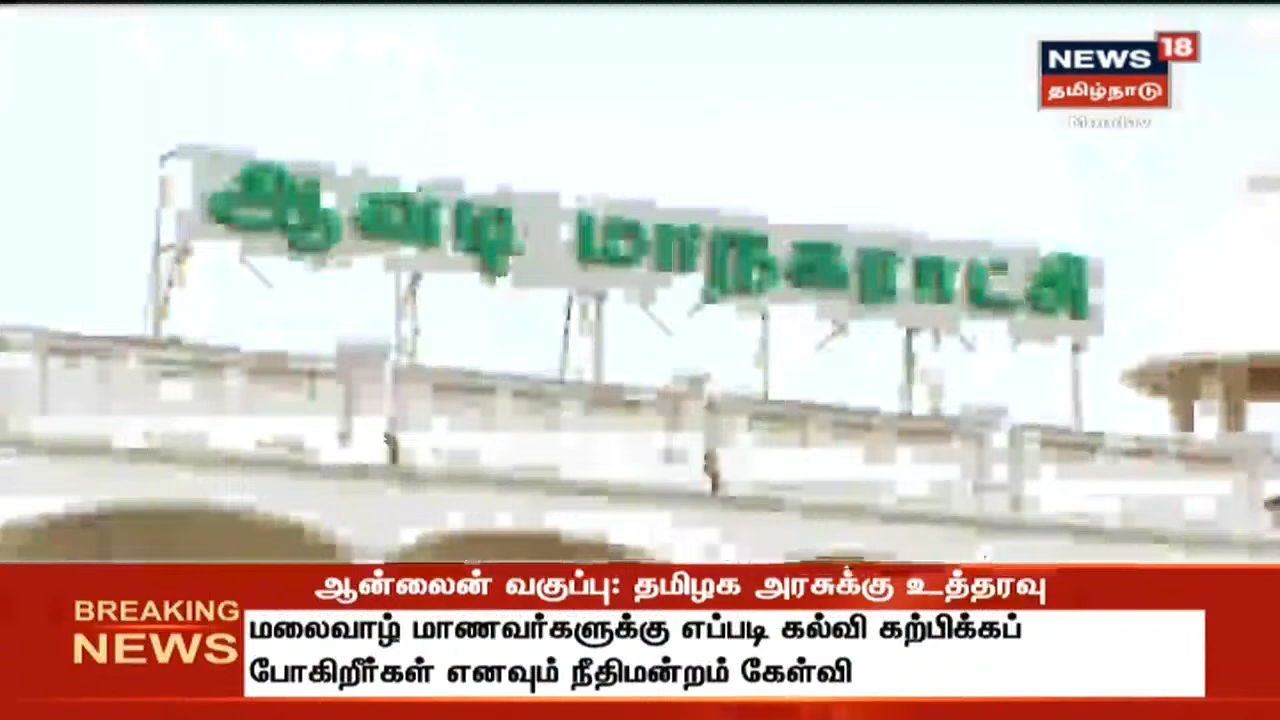 NEWS 18
தமிழ்நாடு
Monday
ஆவடி மாநகராட்சி
ஆன்லைன் வகுப்பு: தமிழக அரசுக்கு உத்தரவு
BREAKING
NEWS
மலைவாழ் மாணவர்களுக்கு எப்படி கல்வி கற்பிக்கப்
போகிறீர்கள் எனவும் நீதிமன்றம் கேள்வி